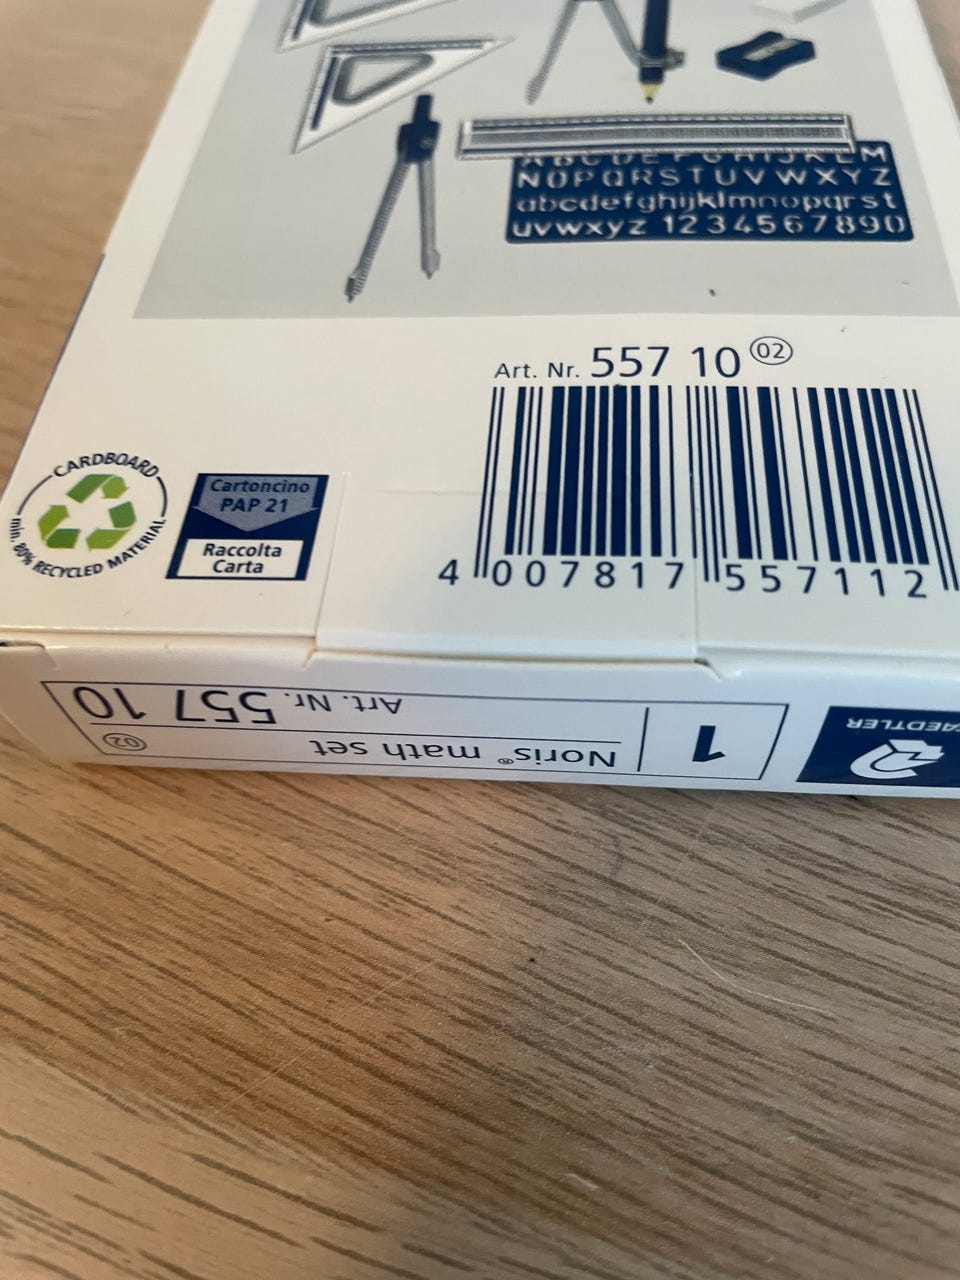 ABCDEFGHIJKLM
NOPQRSTUVWXYZ
abcdefghijklmnopqrst
uvwxyz 1234567890
Art. Nr. 557 10 02
CARDBOARD
min. 80% RECYCLED MATERIAL
Cartoncino
PAP 21
Raccolta
Carta
4 007817 557112
Art. Nr. 557 10
Noris® math set 02
1
AEDTLER